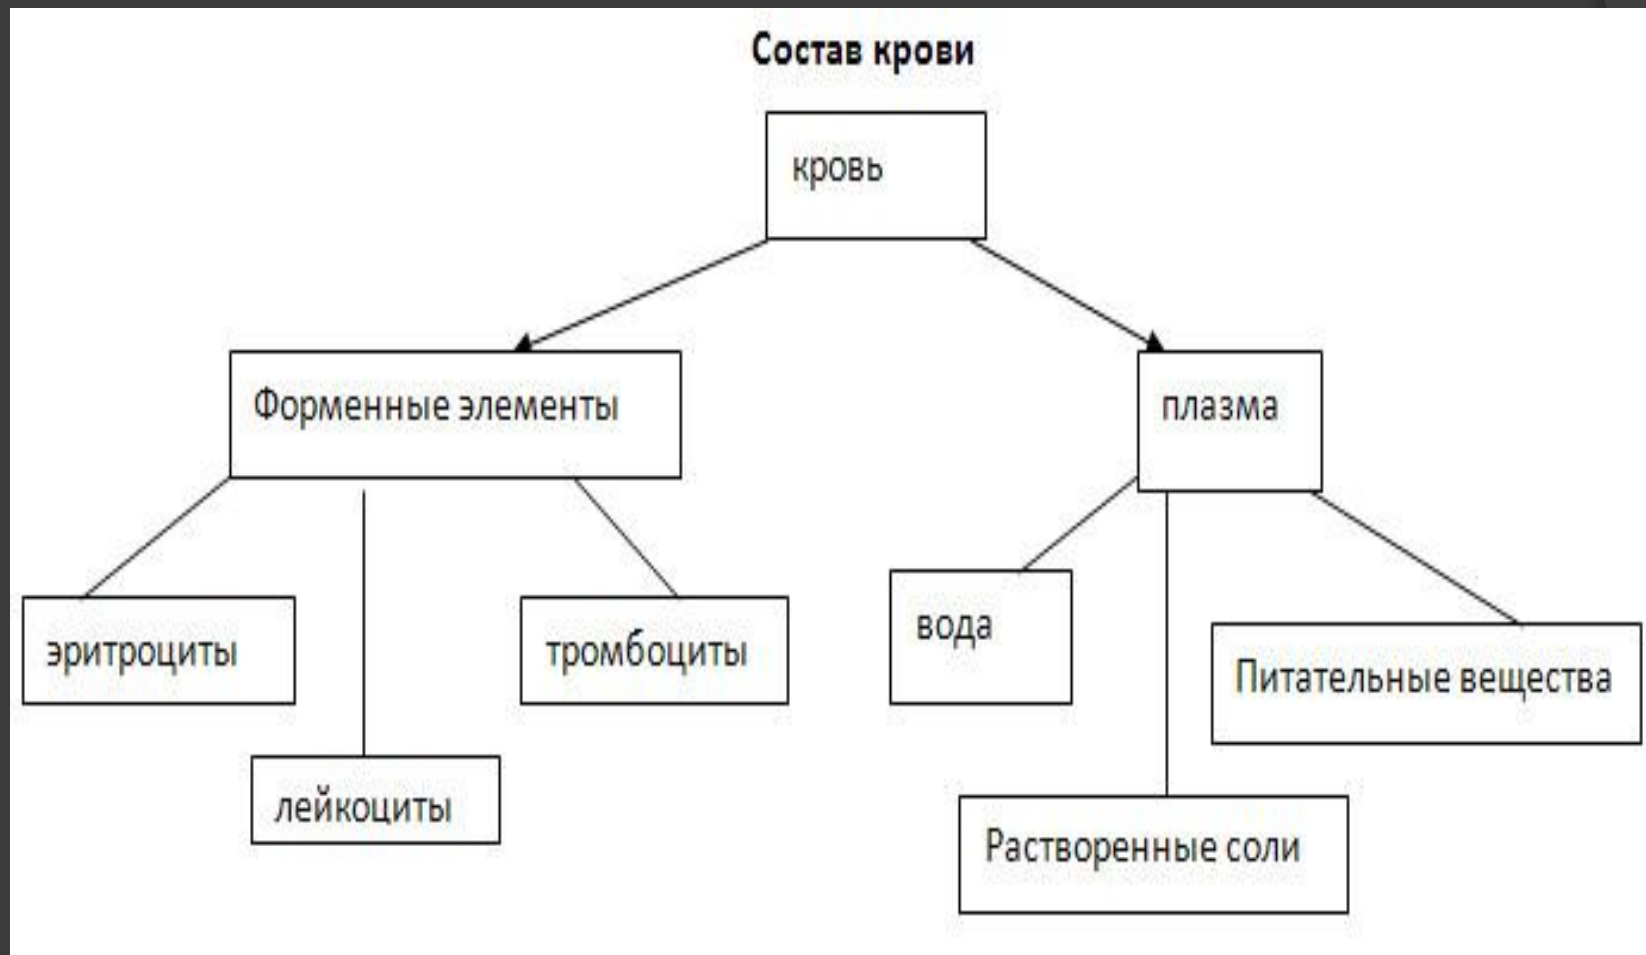 Состав крови
кровь
Форменные элементы
плазма
эритроциты
тромбоциты
вода
Питательные вещества
лейкоциты
Растворенные соли